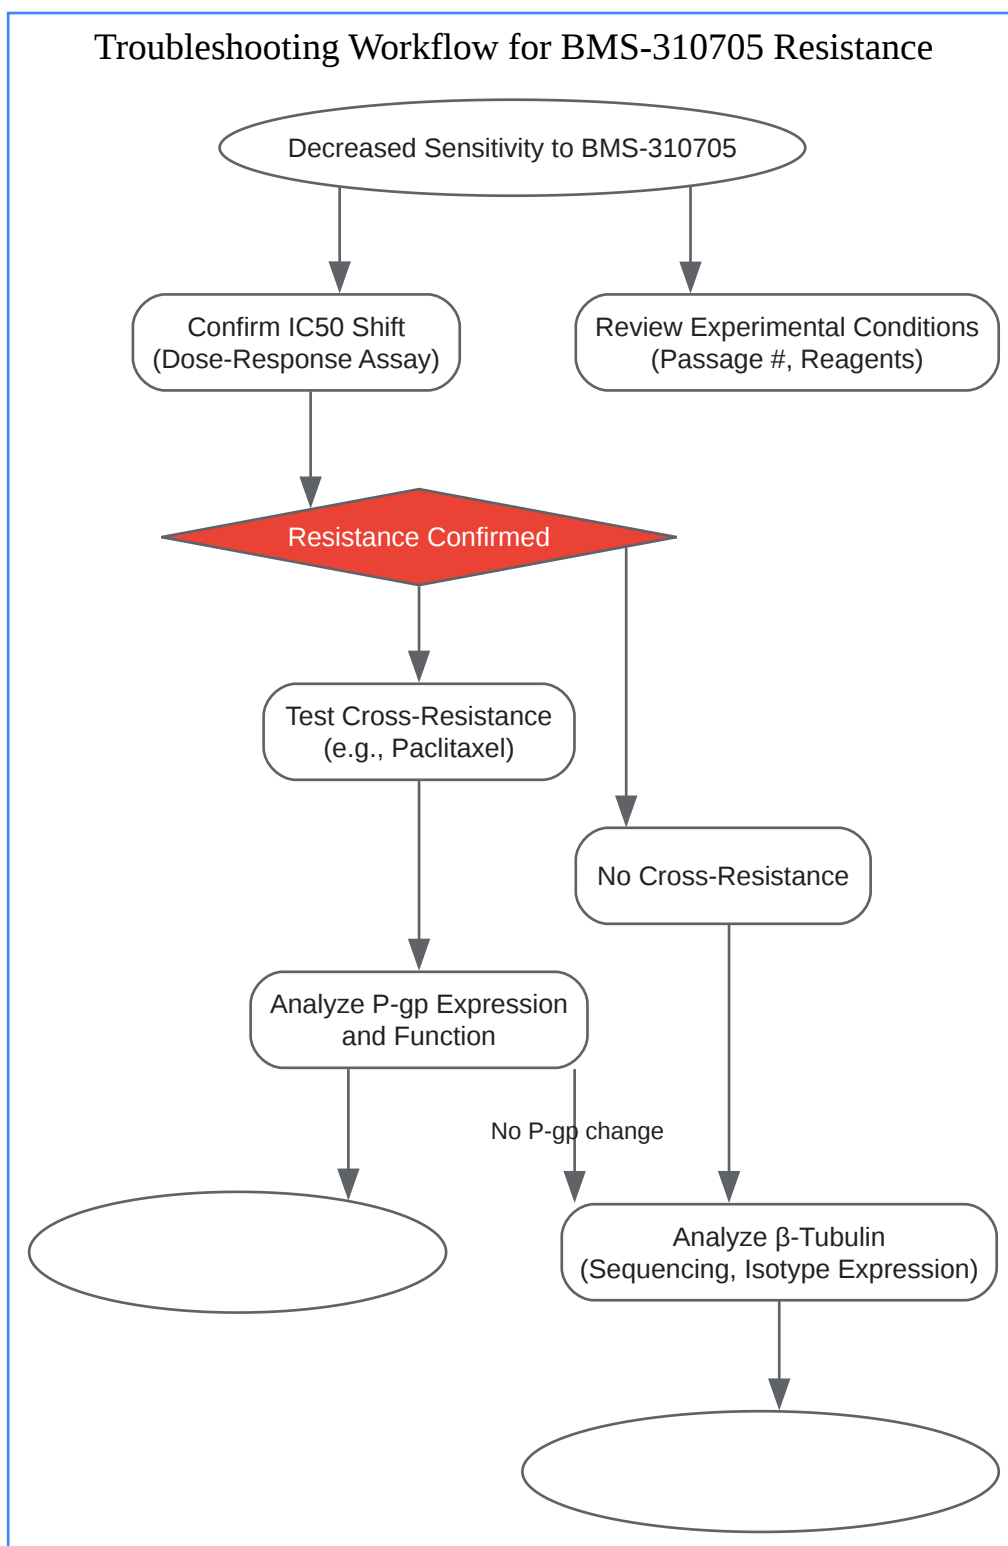 Troubleshooting Workflow for BMS-310705 Resistance
Decreased Sensitivity to BMS-310705
Confirm IC50 Shift
(Dose-Response Assay)
Review Experimental Conditions
(Passage #, Reagents)
Resistance Confirmed
Test Cross-Resistance
(e.g., Paclitaxel)
No Cross-Resistance
Analyze P-gp Expression
and Function
No P-gp change
Analyze β-Tubulin
(Sequencing, Isotype Expression)